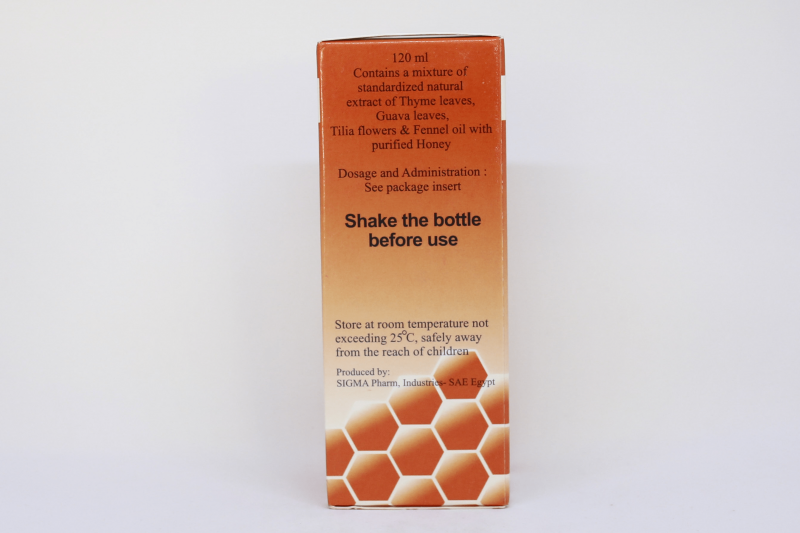 120 ml
Contains a mixture of
standardized natural
extract of Thyme leaves,
Guava leaves,
Tilia flowers & Fennel oil with
purified Honey
Dosage and Administration :
See package insert
Shake the bottle
before use
Store at room temperature not
exceeding 25°C, safely away
from the reach of children
Produced by:
SIGMA Pharm, Industries- SAE Egypt